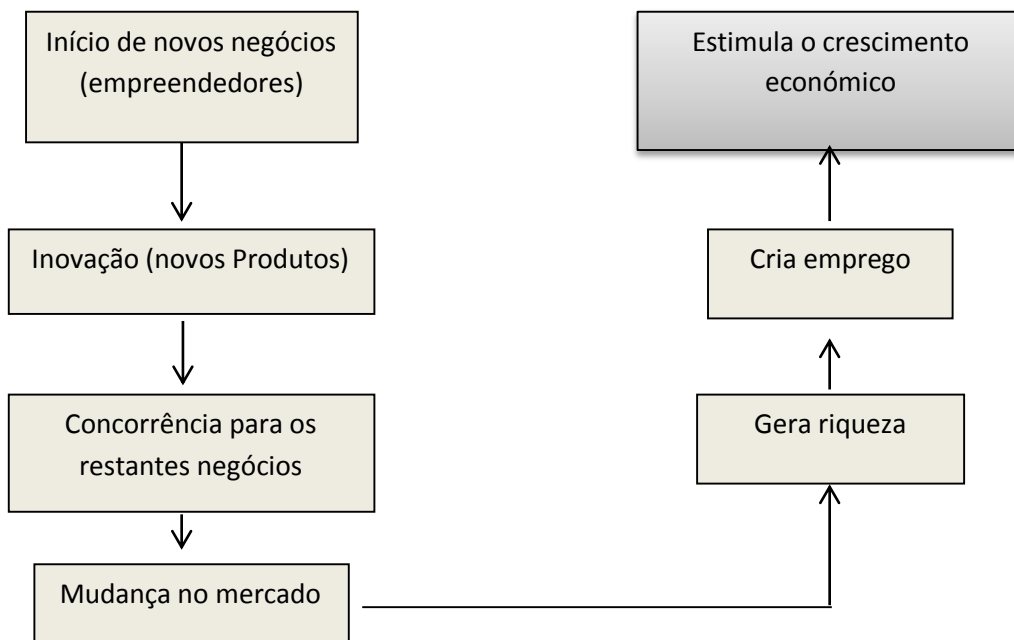 Início de novos negócios
(empreendedores)
Inovação (novos Produtos)
Concorrência para os
restantes negócios
Mudança no mercado
Gera riqueza
Cria emprego
Estimula o crescimento
económico